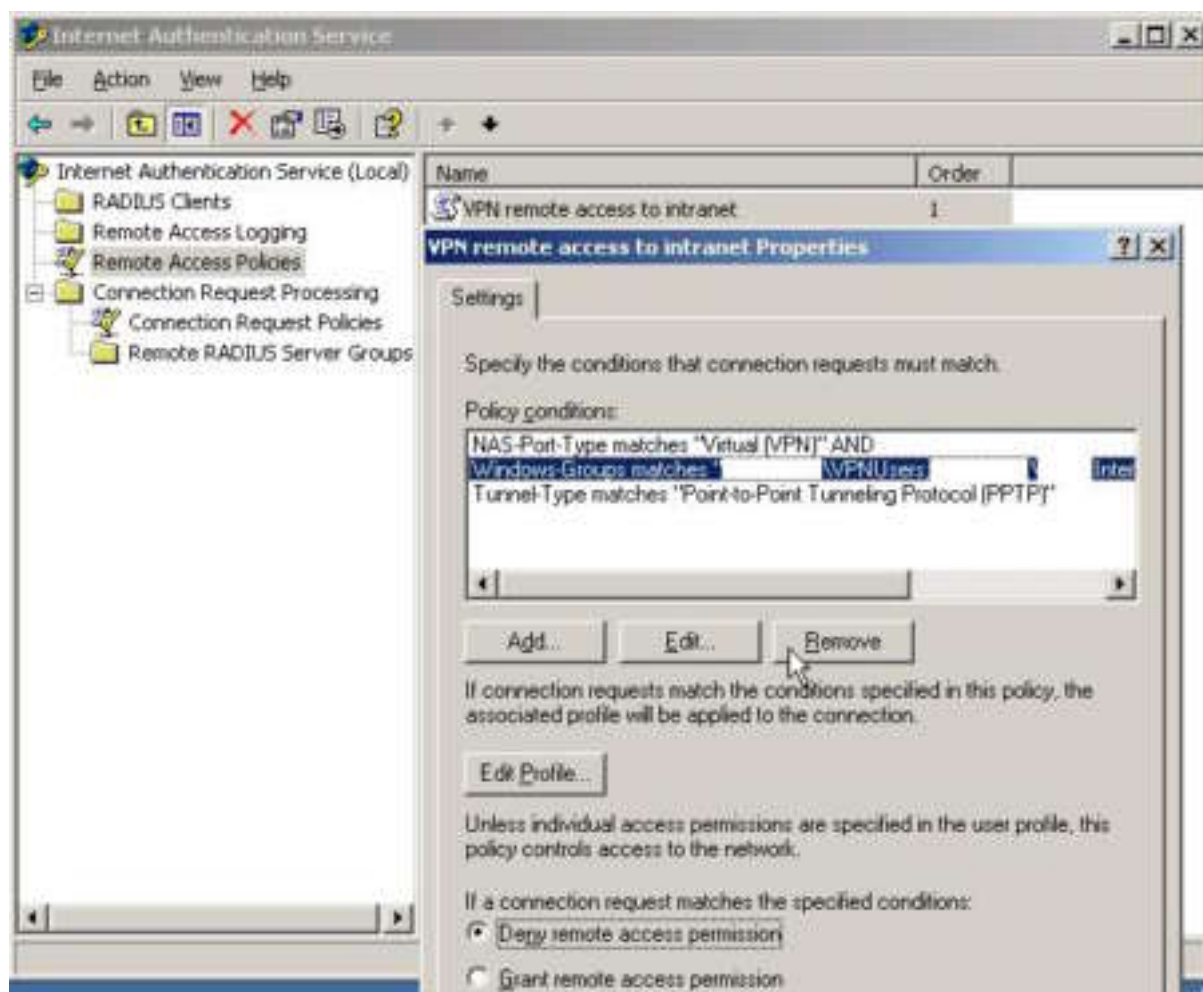 Internet Authentication Service
File Action View Help
Internet Authentication Service (Local)
RADIUS Clients
Remote Access Logging
Remote Access Policies
Connection Request Processing
Connection Request Policies
Remote RADIUS Server Groups
Name Order
VPN remote access to intranet 1
VPN remote access to intranet Properties
Settings
Specify the conditions that connection requests must match.
Policy conditions:
NAS-Port-Type matches "Virtual (VPN)" AND
Windows-Groups matches " \VPNUsers; \ Inter
Tunnel-Type matches "Point-to-Point Tunneling Protocol (PPTP)"
Add... Edit... Remove
If connection requests match the conditions specified in this policy, the
associated profile will be applied to the connection.
Edit Profile...
Unless individual access permissions are specified in the user profile, this
policy controls access to the network.
If a connection request matches the specified conditions:
Deny remote access permission
Grant remote access permission